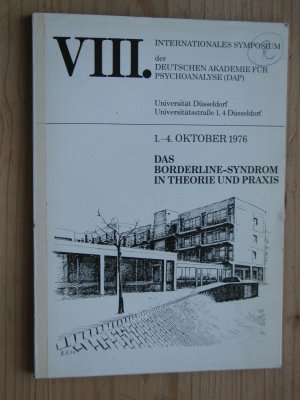 VIII.
INTERNATIONALES SYMPOSIUM
der
DEUTSCHEN AKADEMIE FÜR
PSYCHOANALYSE (DAP)
Universität Düsseldorf
Universitätsstraße 1, 4 Düsseldorf
1.–4. OKTOBER 1976
DAS
BORDERLINE-SYNDROM
IN THEORIE UND PRAXIS